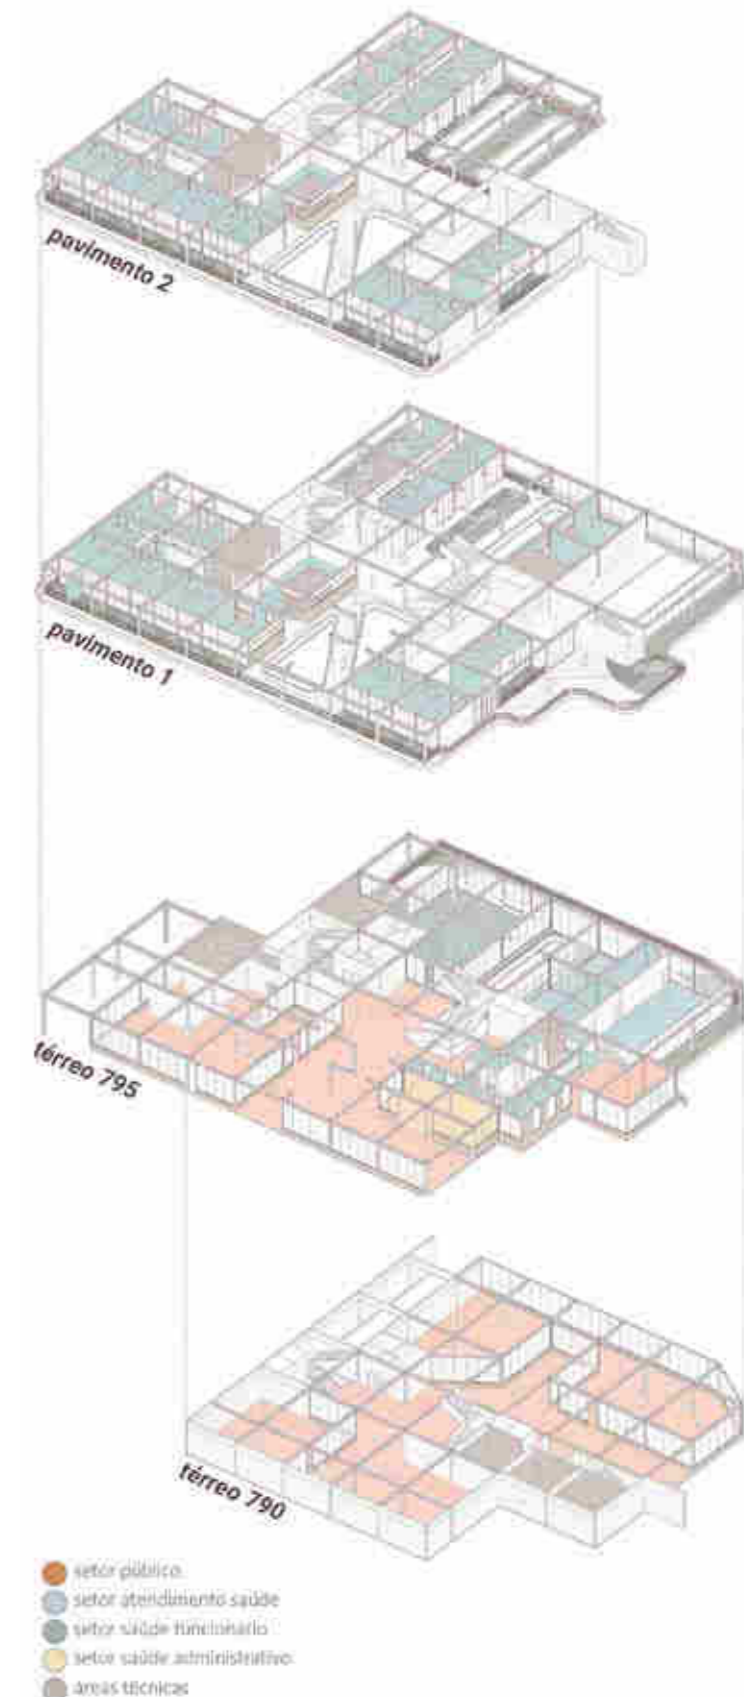 pavimento 2
pavimento 1
térreo 795
térreo 790
setor público
setor atendimento saúde
setor saúde funcionario
setor saúde administrativo
áreas técnicas